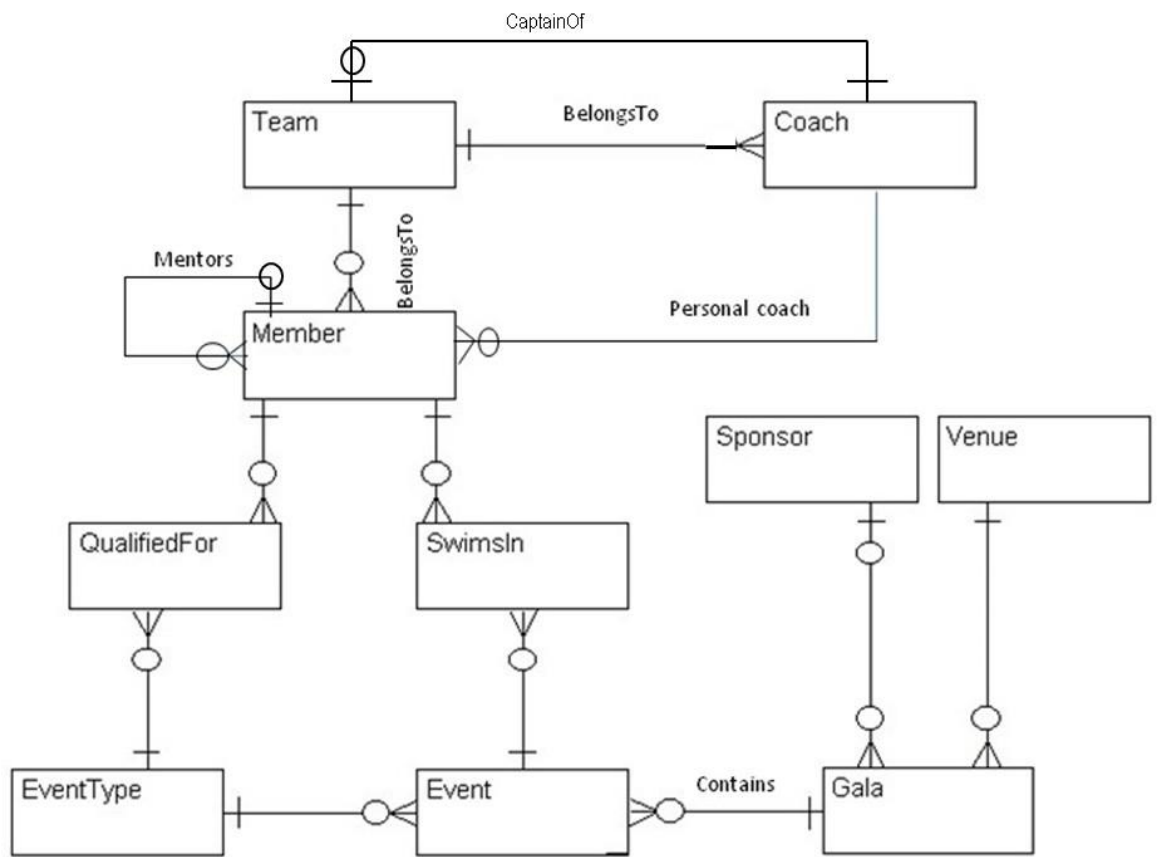 CaptainOf
Team
BelongsTo
Coach
BelongsTo
Mentors
Personal coach
Member
Sponsor
Venue
QualifiedFor
SwimsIn
EventType
Event
Contains
Gala